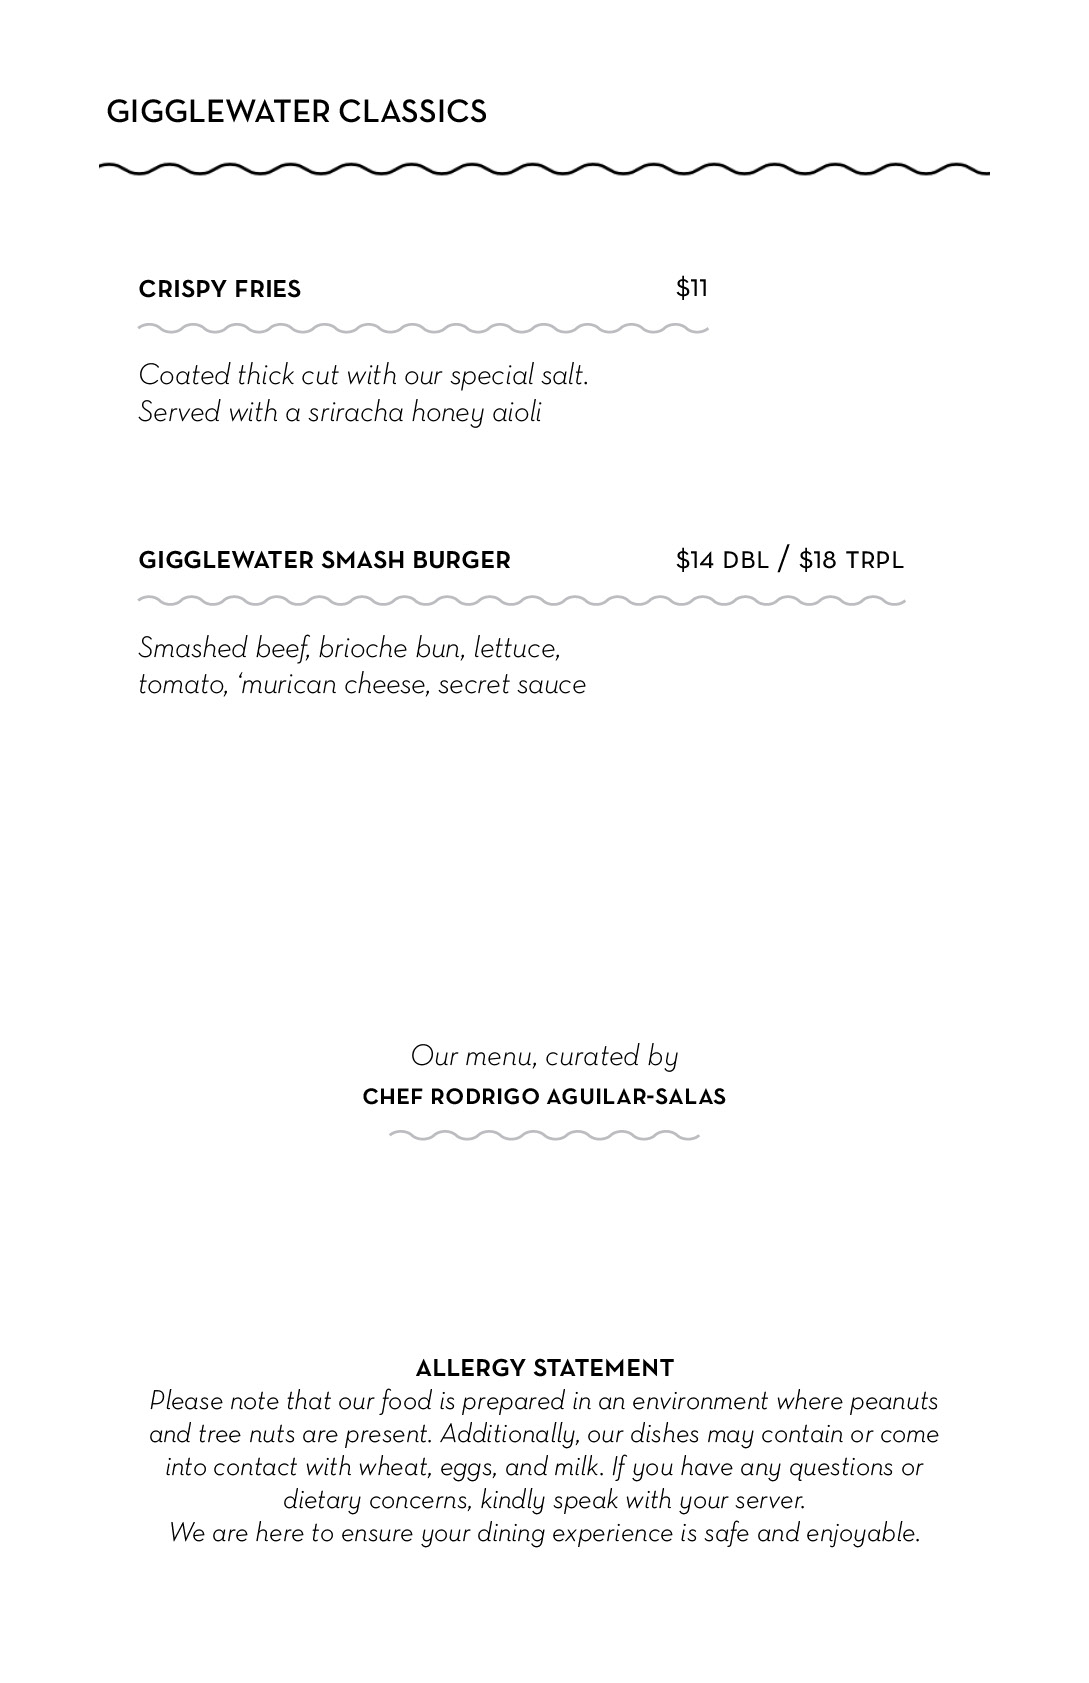 GIGGLEWATER CLASSICS
CRISPY FRIES $11
Coated thick cut with our special salt.
Served with a sriracha honey aioli
GIGGLEWATER SMASH BURGER $14 DBL / $18 TRPL
Smashed beef, brioche bun, lettuce,
tomato, ‘murican cheese, secret sauce
Our menu, curated by
CHEF RODRIGO AGUILAR-SALAS
ALLERGY STATEMENT
Please note that our food is prepared in an environment where peanuts
and tree nuts are present. Additionally, our dishes may contain or come
into contact with wheat, eggs, and milk. If you have any questions or
dietary concerns, kindly speak with your server.
We are here to ensure your dining experience is safe and enjoyable.